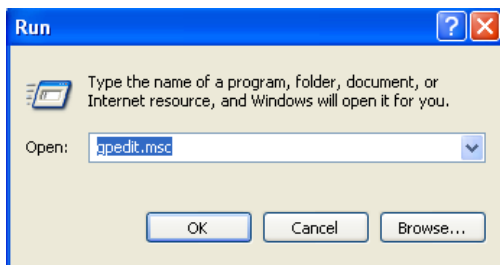 Run
Type the name of a program, folder, document, or
Internet resource, and Windows will open it for you.
Open: gpedit.msc
OK Cancel Browse...